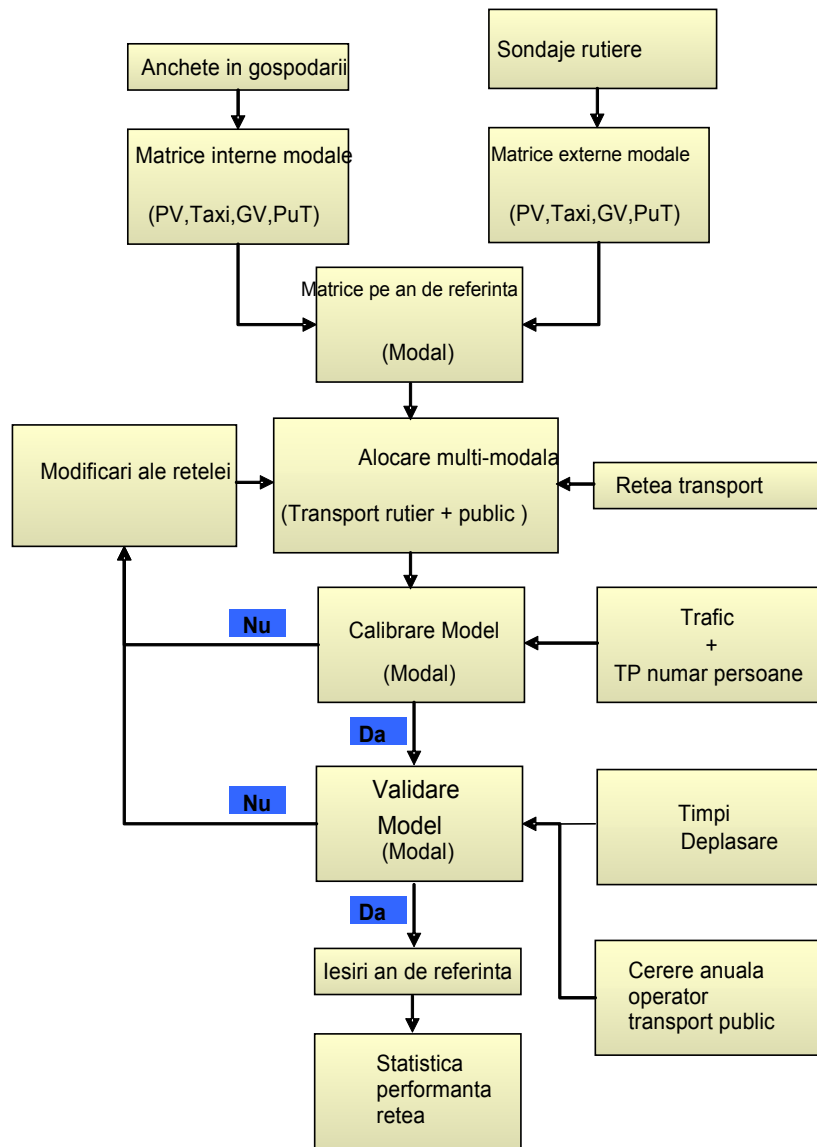 Anchete in gospodarii
Sondaje rutiere
Matrice interne modale
(PV,Taxi,GV,PuT)
Matrice externe modale
(PV,Taxi,GV,PuT)
Matrice pe an de referinta
(Modal)
Modificari ale retelei
Alocare multi-modala
(Transport rutier + public )
Retea transport
Nu
Calibrare Model
(Modal)
Trafic
+
TP numar persoane
Da
Nu
Validare
Model
(Modal)
Timpi
Deplasare
Da
Iesiri an de referinta
Cerere anuala
operator
transport public
Statistica
performanta
retea